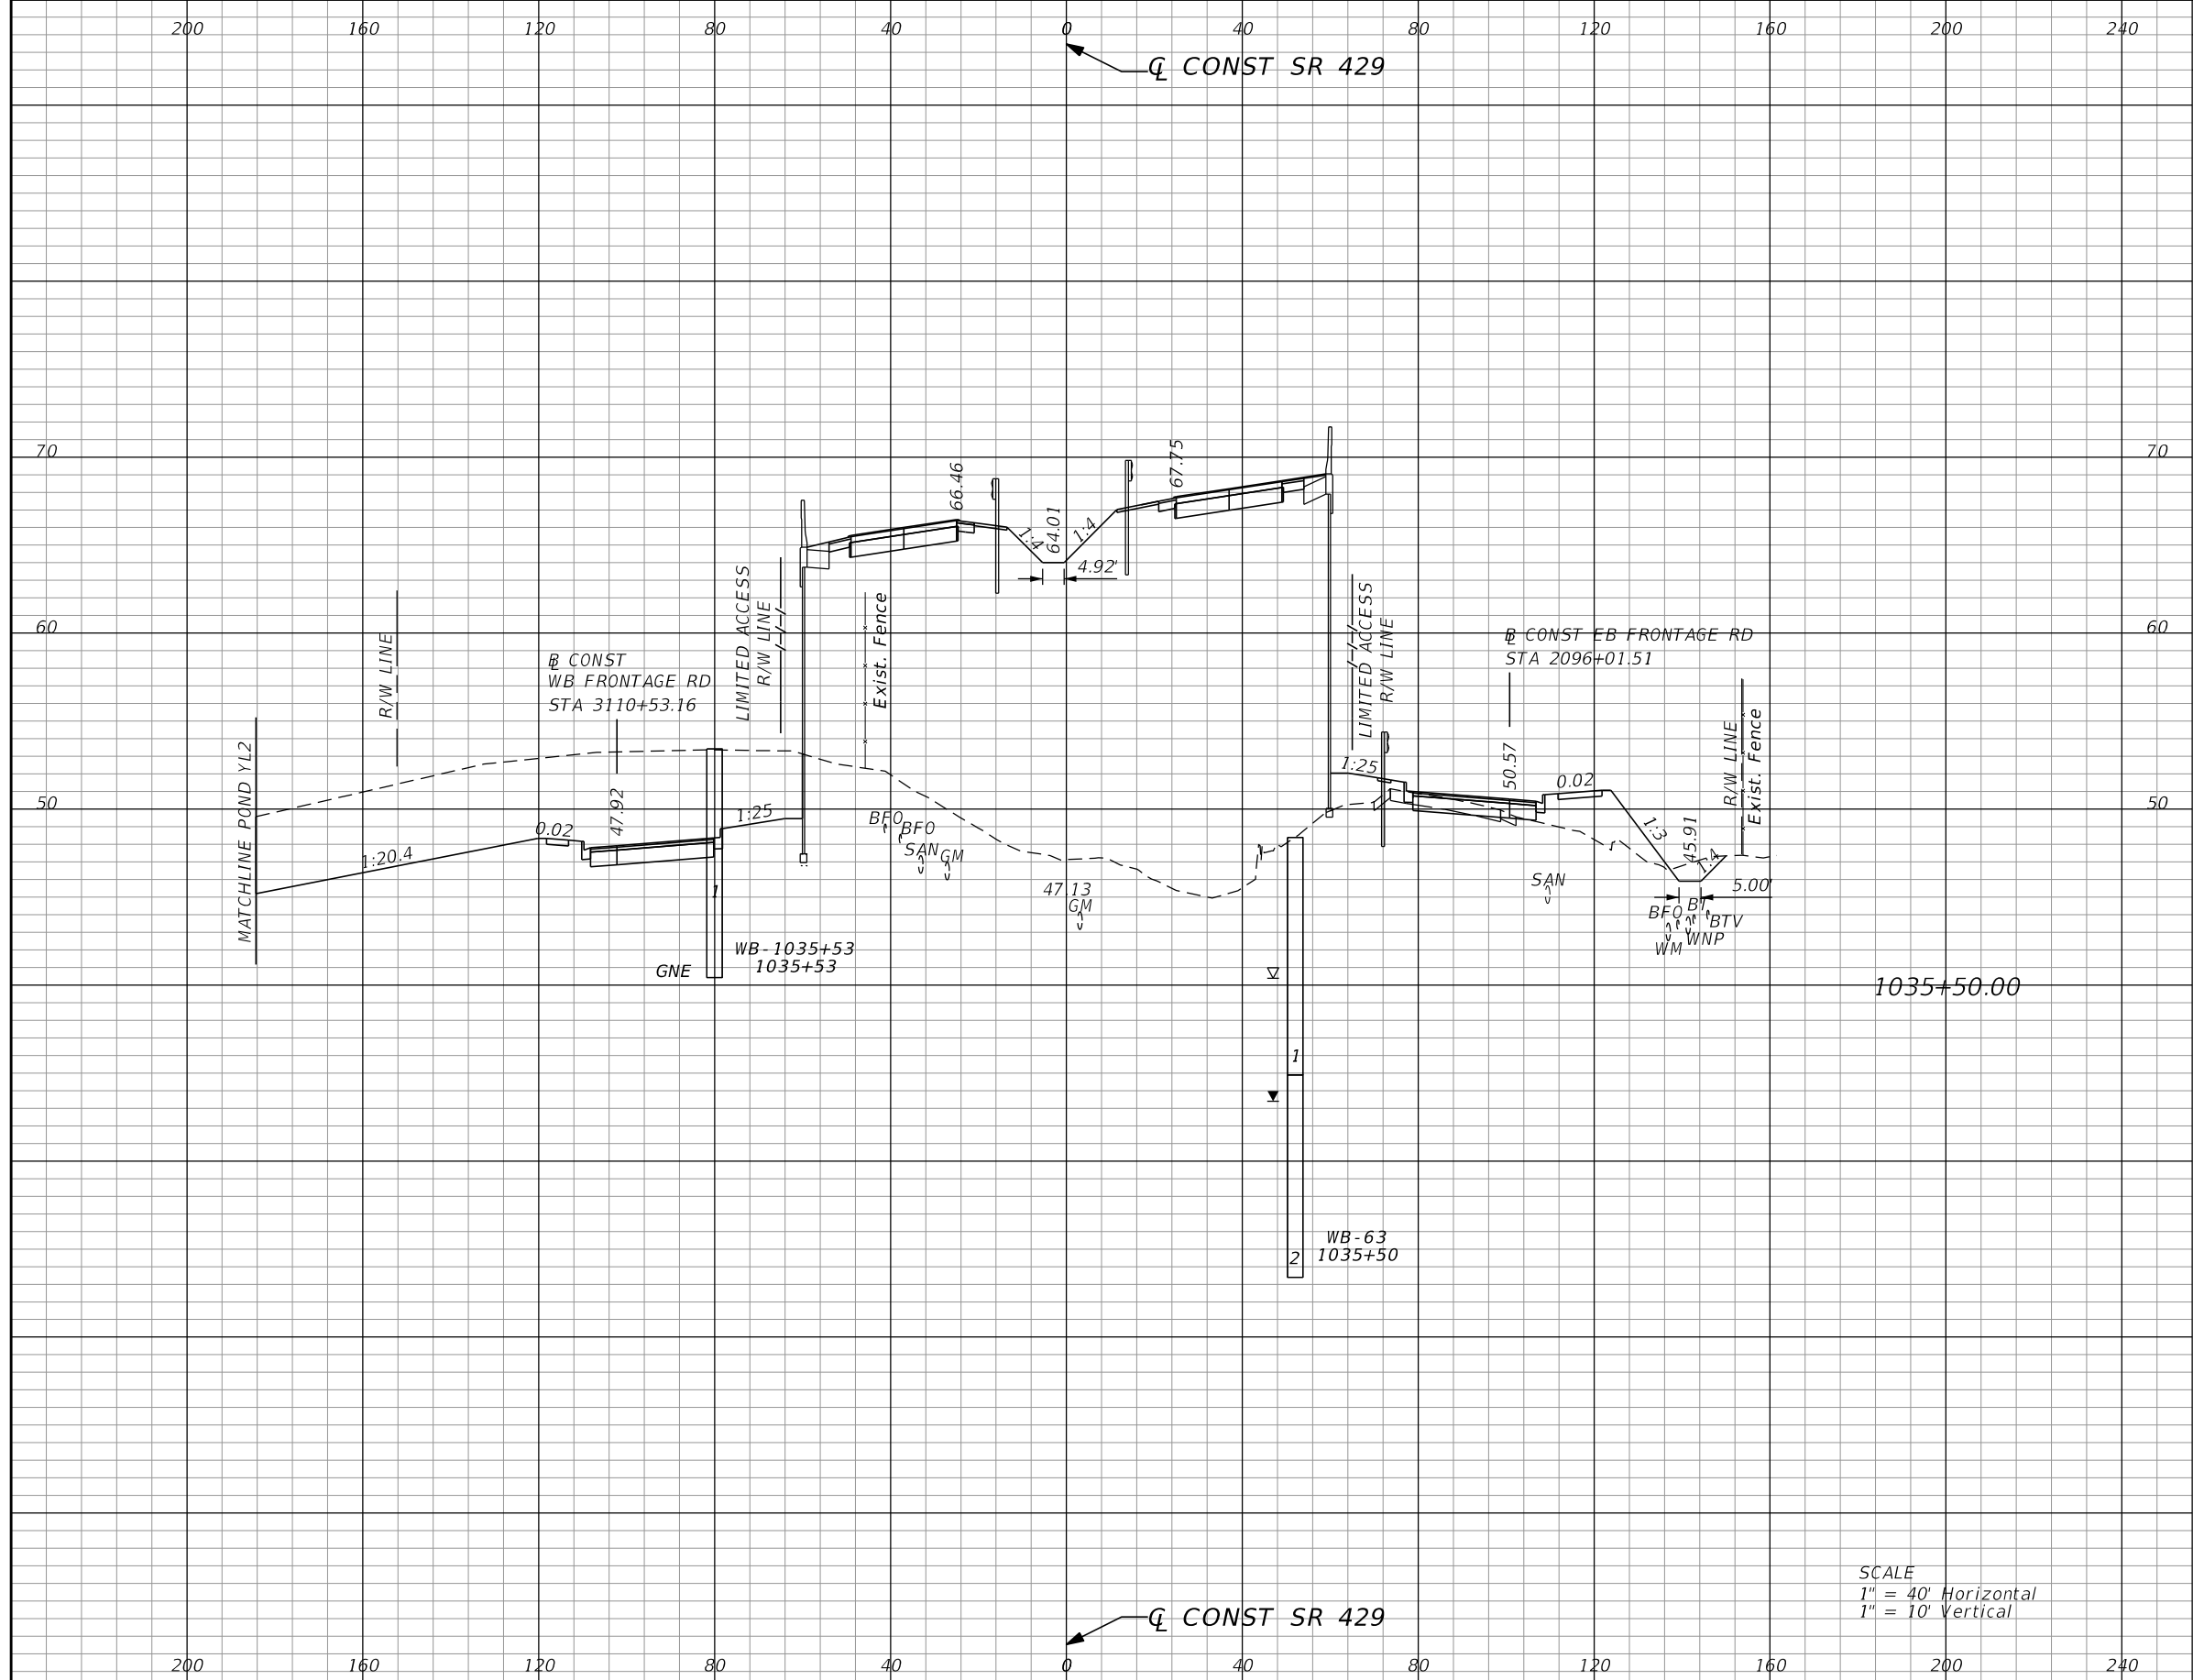 200 160 120 80 40 0 40 80 120 160 200 240
℄ CONST SR 429
70 70
67.75
66.46
64.01
1:4
1:4
4.92'
60 60
LIMITED ACCESS
R/W LINE
Exist. Fence
R/W LINE
B̵L CONST
WB FRONTAGE RD
STA 3110+53.16
LIMITED ACCESS
R/W LINE
B̵L CONST EB FRONTAGE RD
STA 2096+01.51
R/W LINE
Exist. Fence
MATCHLINE POND YL2
1:25
50.57
0.02
50 50
47.92
1:25
0.02
1:20.4
BFO
BFO
SAN
GM
1:3
45.91
1:4
5.00'
47.13
GM
SAN
1
BFO
BT
BTV
WNP
WM
WB-1035+53
1035+53
GNE
1035+50.00
1
2
WB-63
1035+50
SCALE
1" = 40' Horizontal
1" = 10' Vertical
℄ CONST SR 429
200 160 120 80 40 0 40 80 120 160 200 240